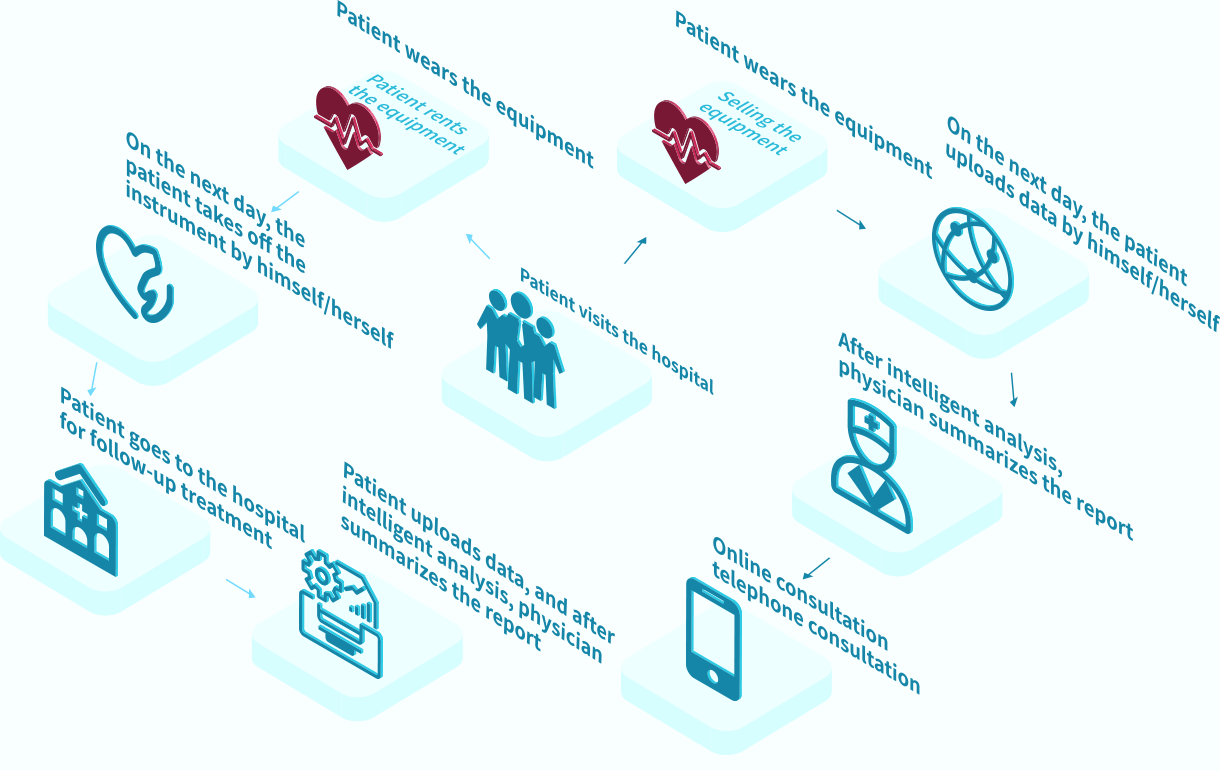 Patient wears the equipment
Patient rents
the equipment
Patient wears the equipment
Selling the
equipment
On the next day, the patient
uploads data by himself/herself
On the next day, the
patient takes off the
instrument by himself/herself
Patient visits the hospital
After intelligent analysis,
physician summarizes the report
Patient goes to the hospital
for follow-up treatment
Patient uploads data, and after
intelligent analysis, physician
summarizes the report
Online consultation
telephone consultation